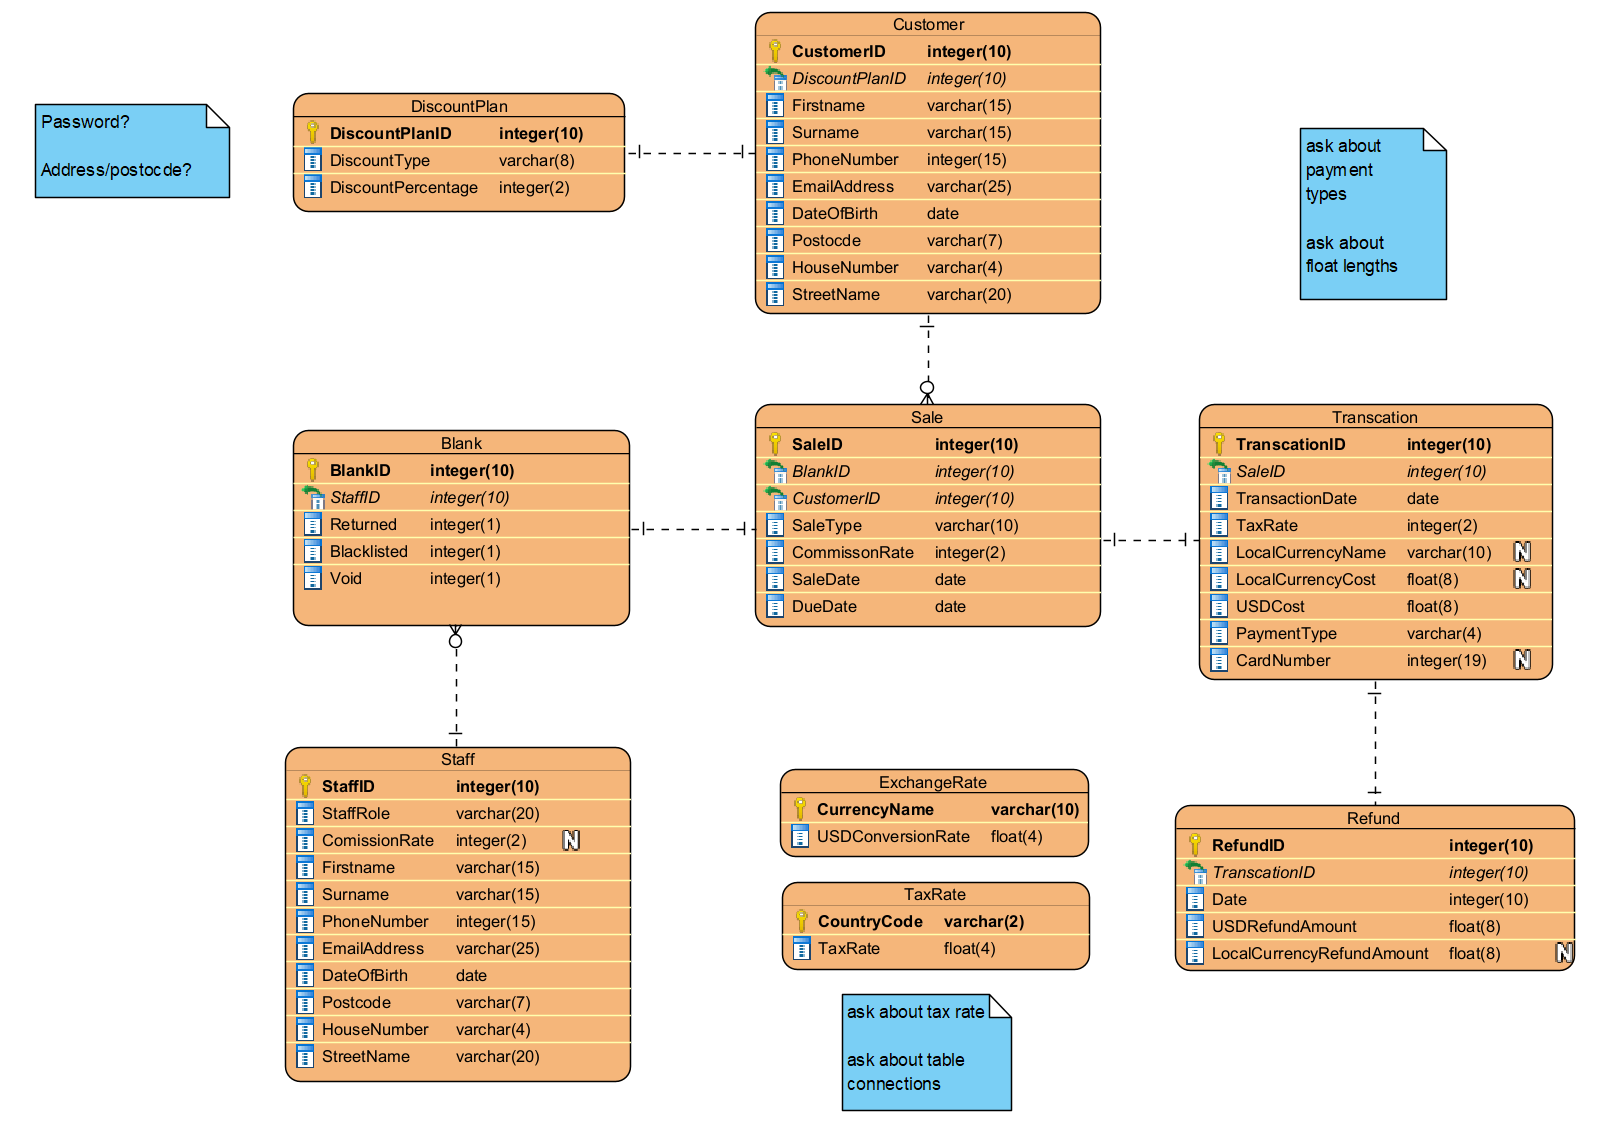 Password?
Address/postocde?
DiscountPlan
DiscountPlanID integer(10)
DiscountType varchar(8)
DiscountPercentage integer(2)
Customer
CustomerID integer(10)
DiscountPlanID integer(10)
Firstname varchar(15)
Surname varchar(15)
PhoneNumber integer(15)
EmailAddress varchar(25)
DateOfBirth date
Postocde varchar(7)
HouseNumber varchar(4)
StreetName varchar(20)
ask about
payment
types
ask about
float lengths
Blank
BlankID integer(10)
StaffID integer(10)
Returned integer(1)
Blacklisted integer(1)
Void integer(1)
Sale
SaleID integer(10)
BlankID integer(10)
CustomerID integer(10)
SaleType varchar(10)
CommissonRate integer(2)
SaleDate date
DueDate date
Transcation
TranscationID integer(10)
SaleID integer(10)
TransactionDate date
TaxRate integer(2)
LocalCurrencyName varchar(10) N
LocalCurrencyCost float(8) N
USDCost float(8)
PaymentType varchar(4)
CardNumber integer(19) N
Staff
StaffID integer(10)
StaffRole varchar(20)
ComissionRate integer(2) N
Firstname varchar(15)
Surname varchar(15)
PhoneNumber integer(15)
EmailAddress varchar(25)
DateOfBirth date
Postcode varchar(7)
HouseNumber varchar(4)
StreetName varchar(20)
ExchangeRate
CurrencyName varchar(10)
USDConversionRate float(4)
TaxRate
CountryCode varchar(2)
TaxRate float(4)
ask about tax rate
ask about table
connections
Refund
RefundID integer(10)
TranscationID integer(10)
Date integer(10)
USDRefundAmount float(8)
LocalCurrencyRefundAmount float(8) N